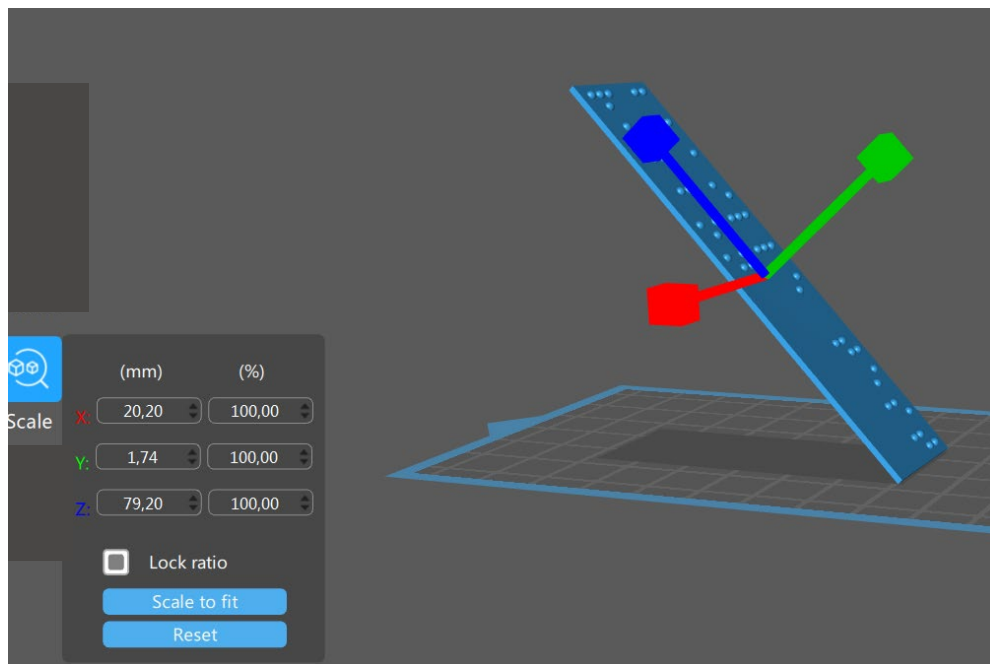 (mm) (%)
Scale
X: 20,20 100,00
Y: 1,74 100,00
Z: 79,20 100,00
Lock ratio
Scale to fit
Reset